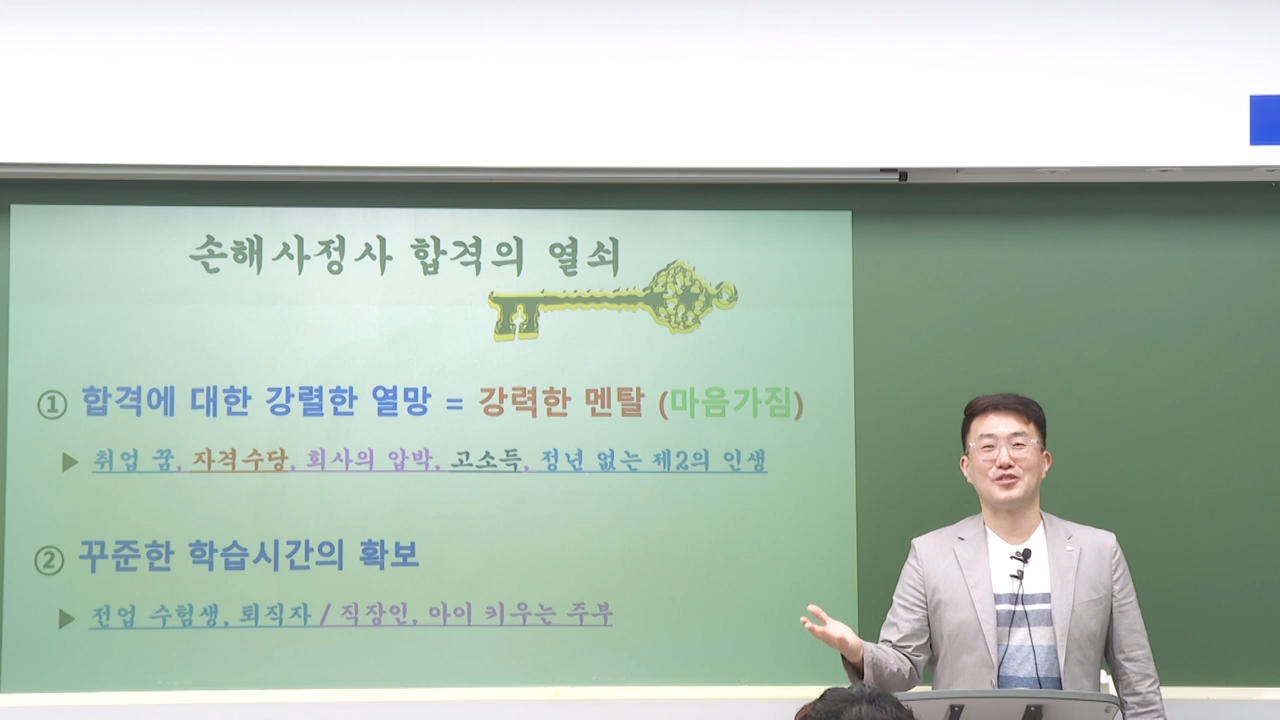 손해사정사 합격의 열쇠
① 합격에 대한 강렬한 열망 = 강력한 멘탈 (마음가짐)
▶ 취업 꿈, 자격수당, 회사의 압박, 고소득, 정년 없는 제2의 인생
② 꾸준한 학습시간의 확보
▶ 전업 수험생, 퇴직자 / 직장인, 아이 키우는 주부